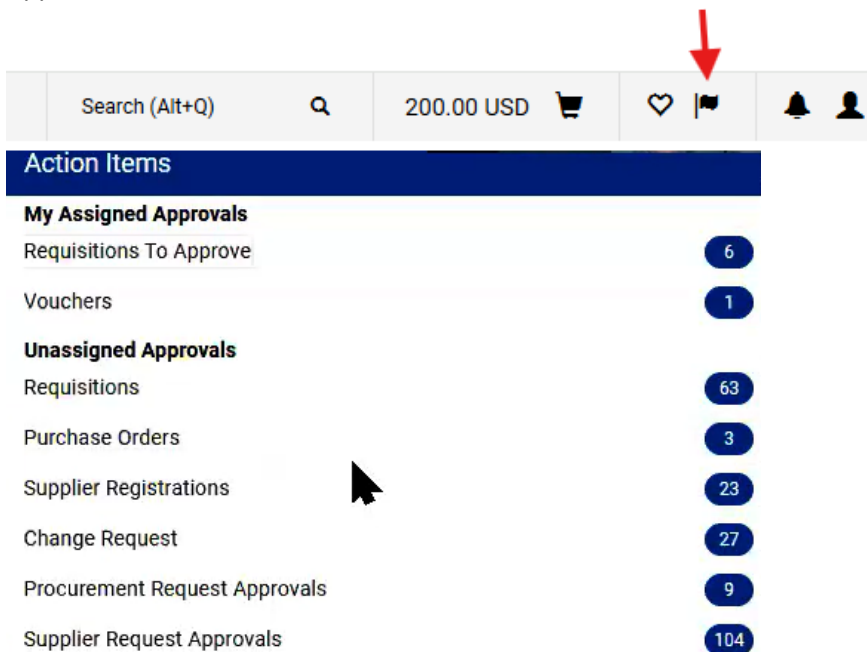 Search (Alt+Q) 200.00 USD
Action Items
My Assigned Approvals
Requisitions To Approve 6
Vouchers 1
Unassigned Approvals
Requisitions 63
Purchase Orders 3
Supplier Registrations 23
Change Request 27
Procurement Request Approvals 9
Supplier Request Approvals 104